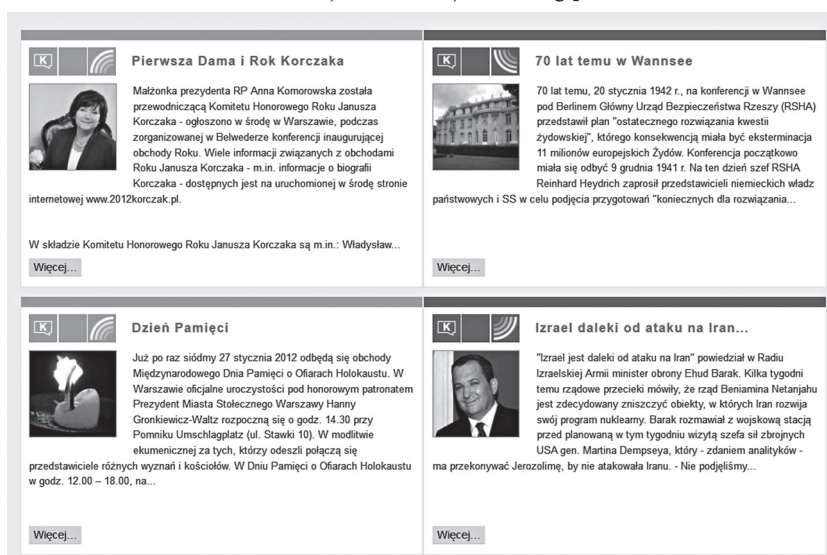 K
Pierwsza Dama i Rok Korczaka
Małżonka prezydenta RP Anna Komorowska została
przewodniczącą Komitetu Honorowego Roku Janusza
Korczaka - ogłoszono w środę w Warszawie, podczas
zorganizowanej w Belwederze konferencji inaugurującej
obchody Roku. Wiele informacji związanych z obchodami
Roku Janusza Korczaka - m.in. informacje o biografii
Korczaka - dostępnych jest na uruchomionej w środę stronie
internetowej www.2012korczak.pl.
W składzie Komitetu Honorowego Roku Janusza Korczaka są m.in.: Władysław...
Więcej...
K
70 lat temu w Wannsee
70 lat temu, 20 stycznia 1942 r., na konferencji w Wannsee
pod Berlinem Główny Urząd Bezpieczeństwa Rzeszy (RSHA)
przedstawił plan "ostatecznego rozwiązania kwestii
żydowskiej", którego konsekwencją miała być eksterminacja
11 milionów europejskich Żydów. Konferencja początkowo
miała się odbyć 9 grudnia 1941 r. Na ten dzień szef RSHA
Reinhard Heydrich zaprosił przedstawicieli niemieckich władz
państwowych i SS w celu podjęcia przygotowań "koniecznych dla rozwiązania...
Więcej...
K
Dzień Pamięci
Już po raz siódmy 27 stycznia 2012 odbędą się obchody
Międzynarodowego Dnia Pamięci o Ofiarach Holokaustu. W
Warszawie oficjalne uroczystości pod honorowym patronatem
Prezydent Miasta Stołecznego Warszawy Hanny
Gronkiewicz-Waltz rozpoczną się o godz. 14.30 przy
Pomniku Umschlagplatz (ul. Stawki 10). W modlitwie
ekumenicznej za tych, którzy odeszli połączą się
przedstawiciele różnych wyznań i kościołów. W Dniu Pamięci o Ofiarach Holokaustu
w godz. 12.00 – 18.00, na...
Więcej...
K
Izrael daleki od ataku na Iran...
"Izrael jest daleki od ataku na Iran" powiedział w Radiu
Izraelskiej Armii minister obrony Ehud Barak. Kilka tygodni
temu rządowe przecieki mówiły, że rząd Beniamina Netanjahu
jest zdecydowany zniszczyć obiekty, w których Iran rozwija
swój program nuklearny. Barak rozmawiał z wojskową stacją
przed planowaną w tym tygodniu wizytą szefa sił zbrojnych
USA gen. Martina Dempseya, który - zdaniem analityków -
ma przekonywać Jerozolimę, by nie atakowała Iranu. - Nie podjęliśmy...
Więcej...